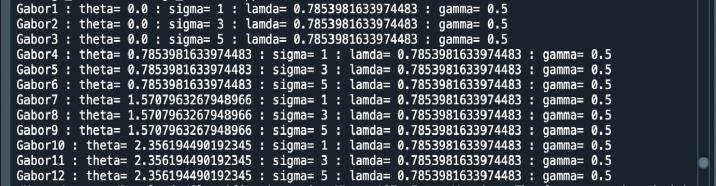 Gabor1 : theta= 0.0 : sigma= 1 : lamda= 0.7853981633974483 : gamma= 0.5
Gabor2 : theta= 0.0 : sigma= 3 : lamda= 0.7853981633974483 : gamma= 0.5
Gabor3 : theta= 0.0 : sigma= 5 : lamda= 0.7853981633974483 : gamma= 0.5
Gabor4 : theta= 0.7853981633974483 : sigma= 1 : lamda= 0.7853981633974483 : gamma= 0.5
Gabor5 : theta= 0.7853981633974483 : sigma= 3 : lamda= 0.7853981633974483 : gamma= 0.5
Gabor6 : theta= 0.7853981633974483 : sigma= 5 : lamda= 0.7853981633974483 : gamma= 0.5
Gabor7 : theta= 1.5707963267948966 : sigma= 1 : lamda= 0.7853981633974483 : gamma= 0.5
Gabor8 : theta= 1.5707963267948966 : sigma= 3 : lamda= 0.7853981633974483 : gamma= 0.5
Gabor9 : theta= 1.5707963267948966 : sigma= 5 : lamda= 0.7853981633974483 : gamma= 0.5
Gabor10 : theta= 2.356194490192345 : sigma= 1 : lamda= 0.7853981633974483 : gamma= 0.5
Gabor11 : theta= 2.356194490192345 : sigma= 3 : lamda= 0.7853981633974483 : gamma= 0.5
Gabor12 : theta= 2.356194490192345 : sigma= 5 : lamda= 0.7853981633974483 : gamma= 0.5